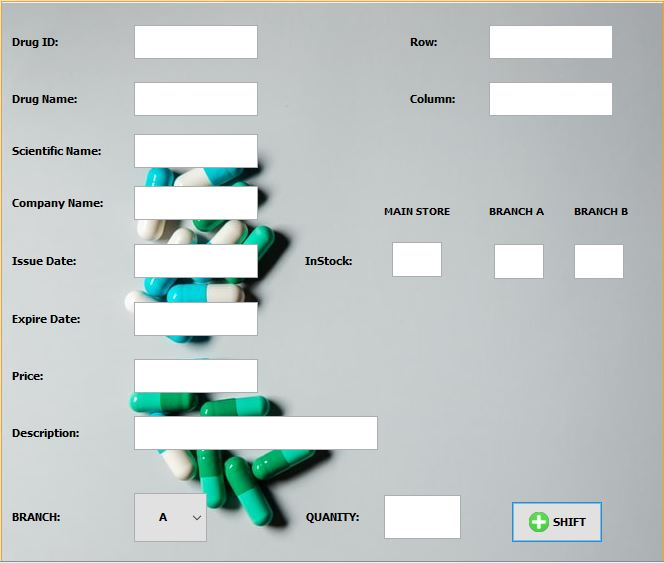 Drug ID:
Row:
Drug Name:
Column:
Scientific Name:
Company Name:
MAIN STORE BRANCH A BRANCH B
Issue Date:
InStock:
Expire Date:
Price:
Description:
BRANCH: A
QUANITY:
SHIFT